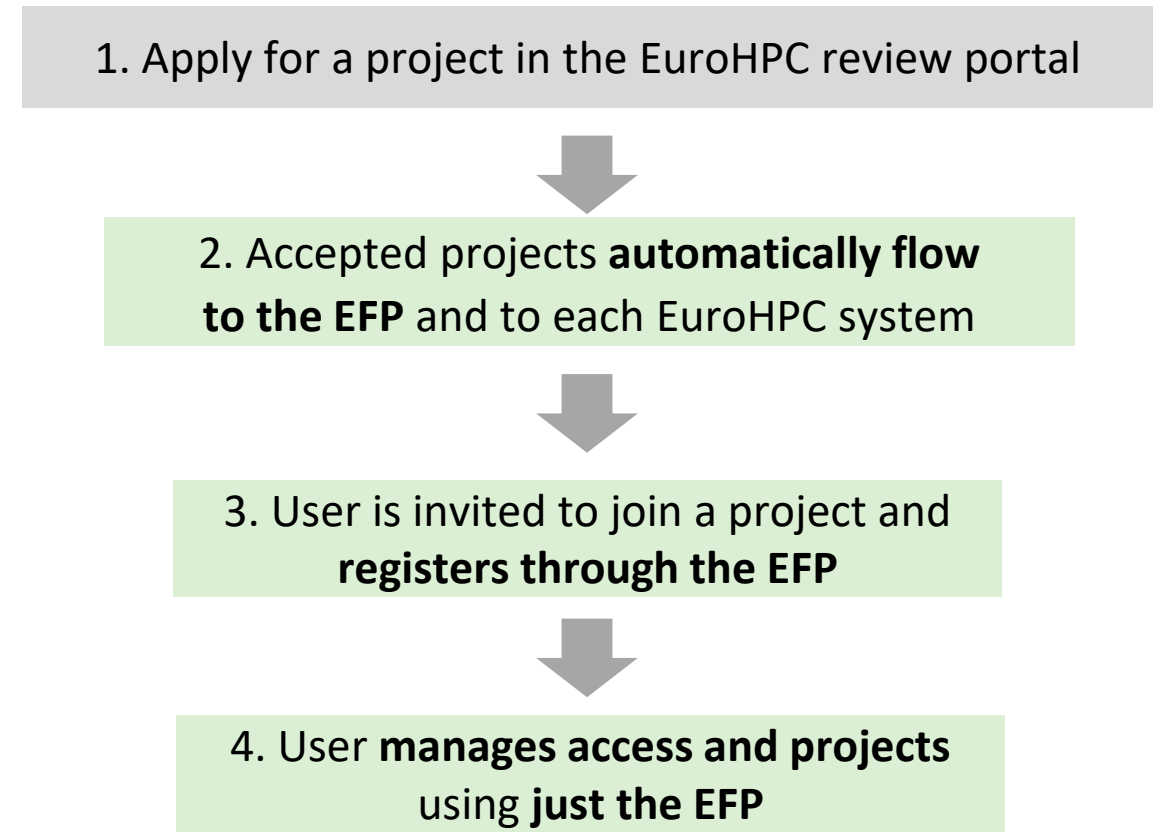 1. Apply for a project in the EuroHPC review portal
2. Accepted projects automatically flow
to the EFP and to each EuroHPC system
3. User is invited to join a project and
registers through the EFP
4. User manages access and projects
using just the EFP